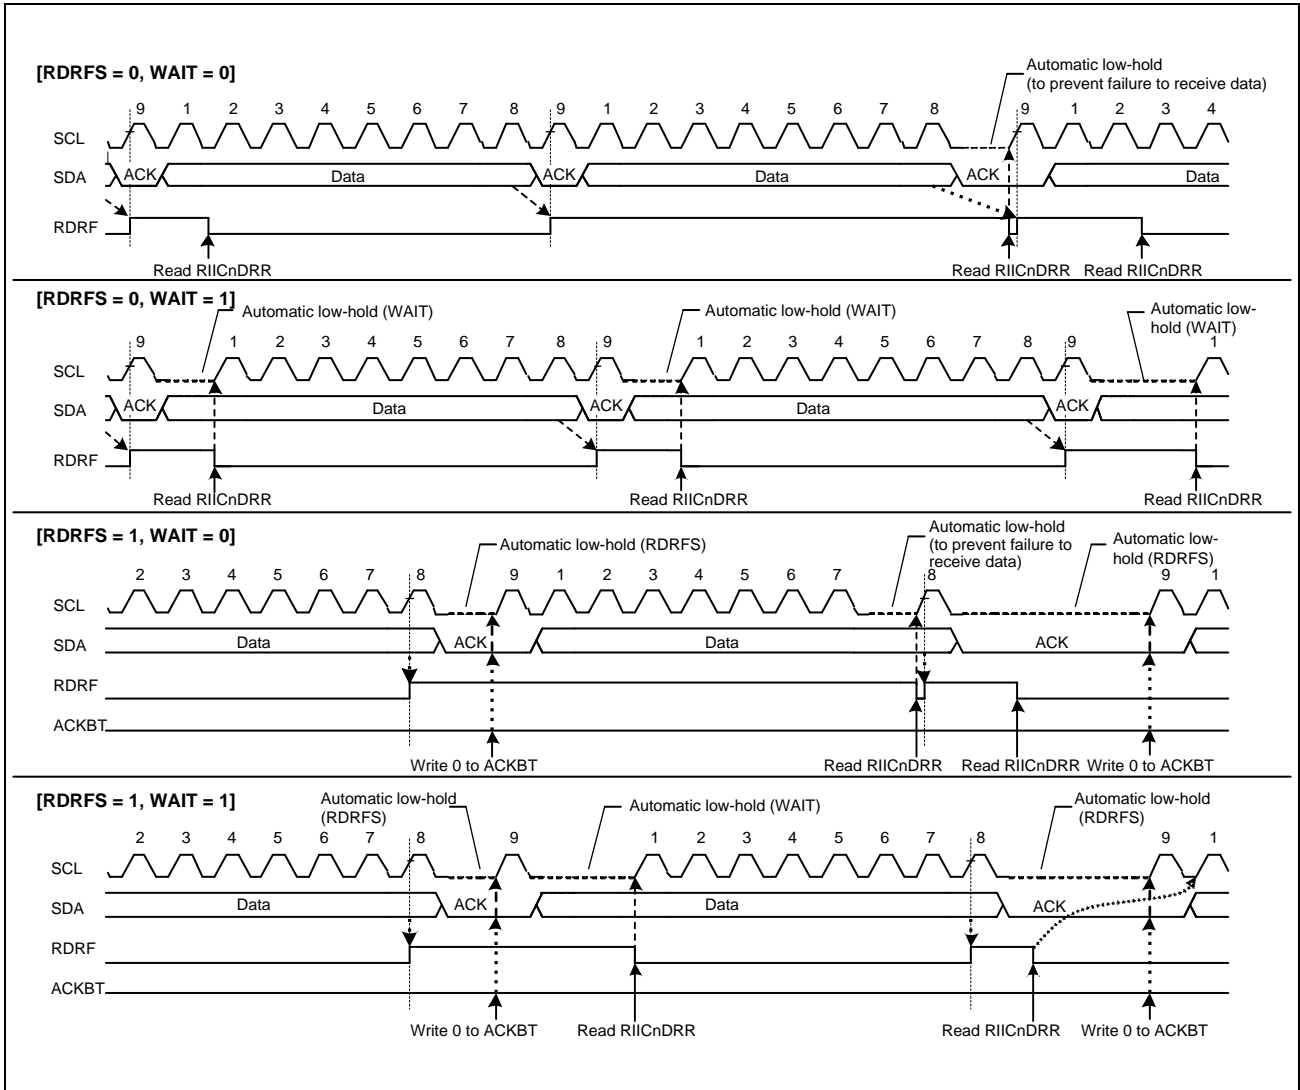 [RDRFS = 0, WAIT = 0]
Automatic low-hold
(to prevent failure to receive data)
9 1 2 3 4 5 6 7 8 9 1 2 3 4 5 6 7 8 9 1 2 3 4
SCL
SDA ACK Data ACK Data ACK Data
RDRF
Read RIICnDRR Read RIICnDRR Read RIICnDRR
[RDRFS = 0, WAIT = 1]
Automatic low-hold (WAIT) Automatic low-hold (WAIT) Automatic low-
hold (WAIT)
9 1 2 3 4 5 6 7 8 9 1 2 3 4 5 6 7 8 9 1
SCL
SDA ACK Data ACK Data ACK
RDRF
Read RIICnDRR Read RIICnDRR Read RIICnDRR
[RDRFS = 1, WAIT = 0]
Automatic low-hold (RDRFS)
Automatic low-hold
(to prevent failure to
receive data)
Automatic low-
hold (RDRFS)
2 3 4 5 6 7 8 9 1 2 3 4 5 6 7 8 9 1
SCL
SDA Data ACK Data ACK
RDRF
ACKBT
Write 0 to ACKBT Read RIICnDRR Read RIICnDRR Write 0 to ACKBT
[RDRFS = 1, WAIT = 1]
Automatic low-hold
(RDRFS)
Automatic low-hold (WAIT)
Automatic low-hold
(RDRFS)
2 3 4 5 6 7 8 9 1 2 3 4 5 6 7 8 9 1
SCL
SDA Data ACK Data ACK
RDRF
ACKBT
Write 0 to ACKBT Read RIICnDRR Read RIICnDRR Write 0 to ACKBT